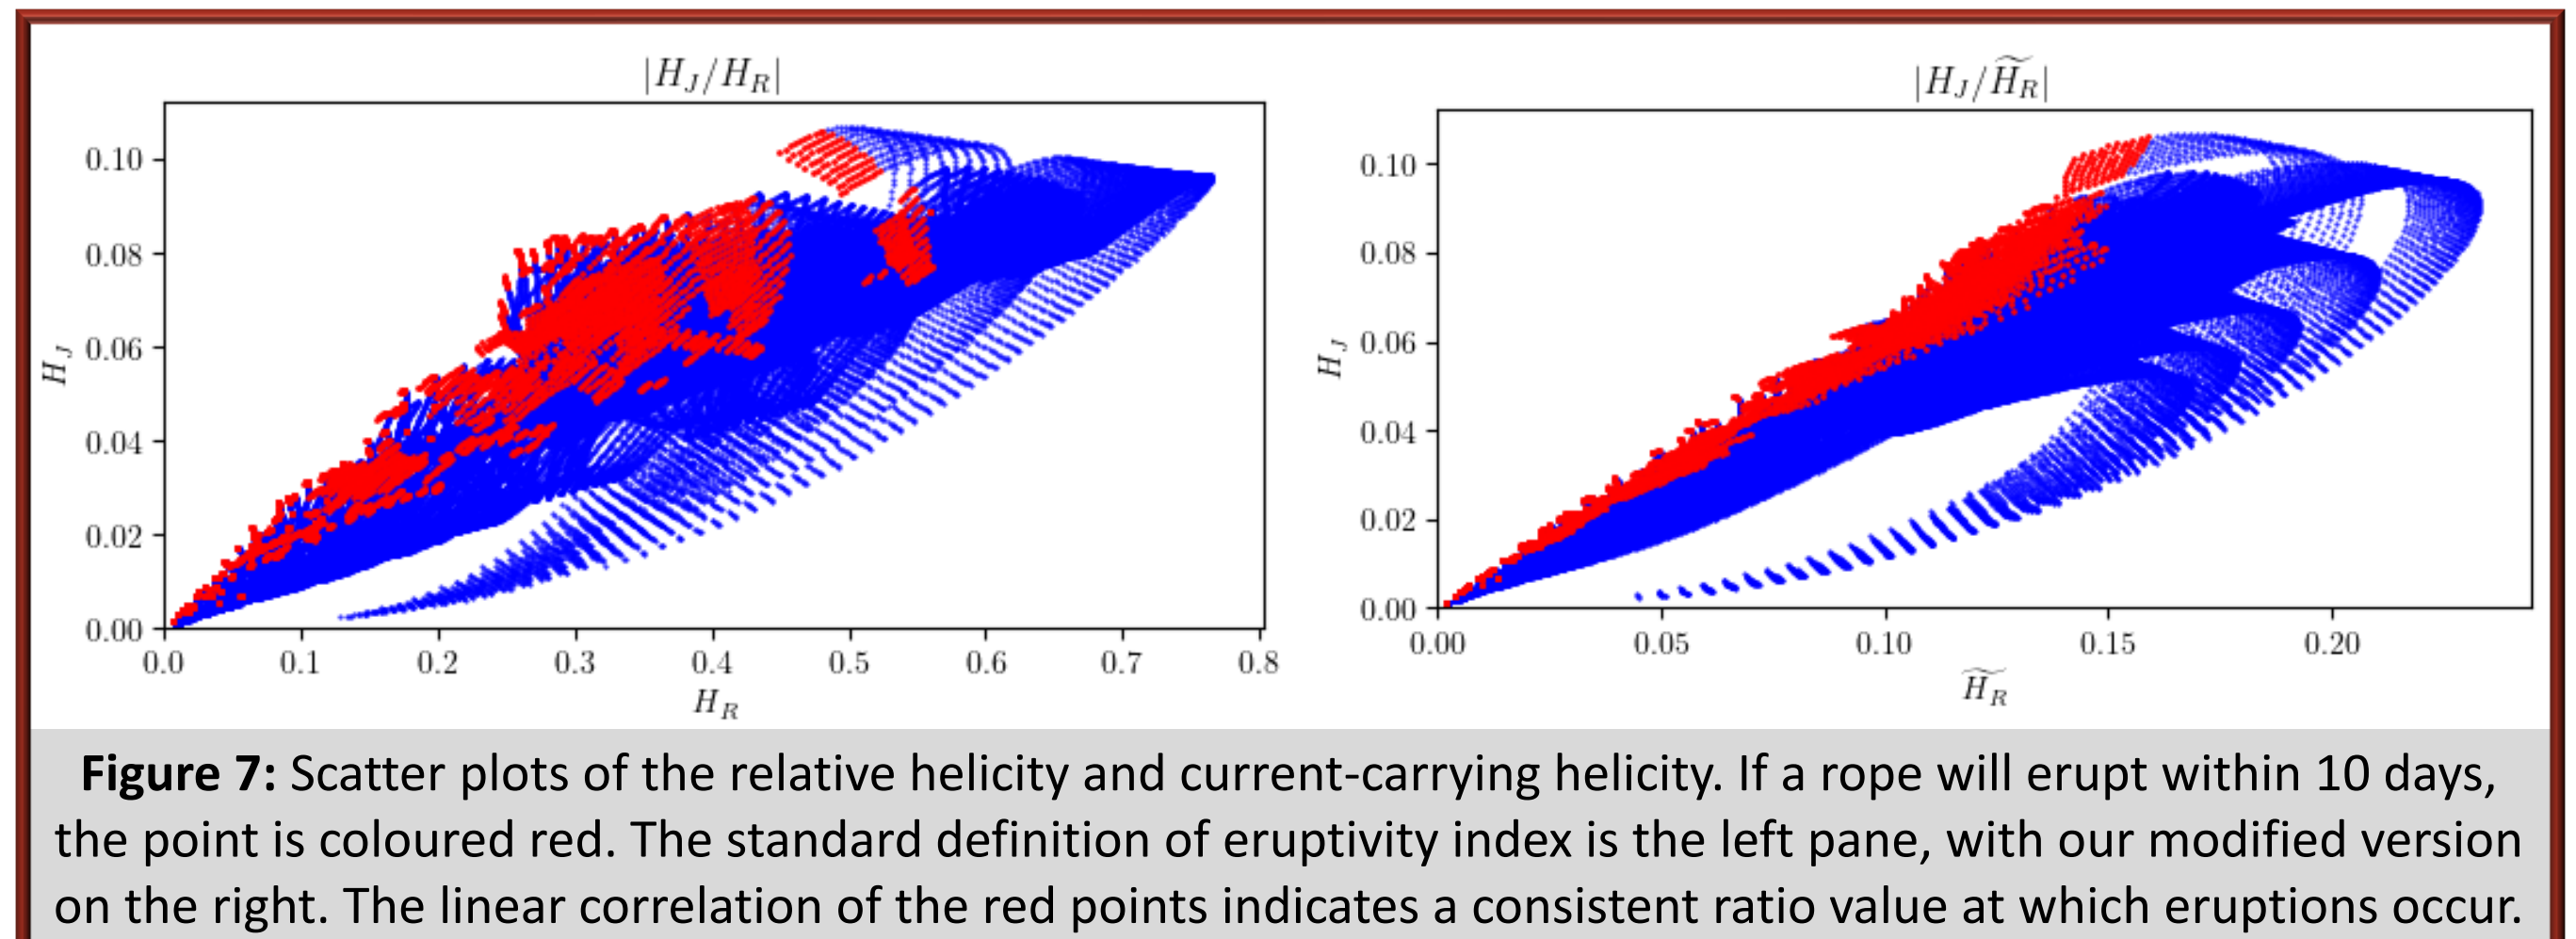 |H_J/H_R|
0.10
0.08
0.06
0.04
0.02
0.00
H_J
0.0 0.1 0.2 0.3 0.4 0.5 0.6 0.7 0.8
H_R
|H_J/\widetilde{H_R}|
0.10
0.08
0.06
0.04
0.02
0.00
H_J
0.00 0.05 0.10 0.15 0.20
\widetilde{H_R}
Figure 7: Scatter plots of the relative helicity and current-carrying helicity. If a rope will erupt within 10 days,
the point is coloured red. The standard definition of eruptivity index is the left pane, with our modified version
on the right. The linear correlation of the red points indicates a consistent ratio value at which eruptions occur.